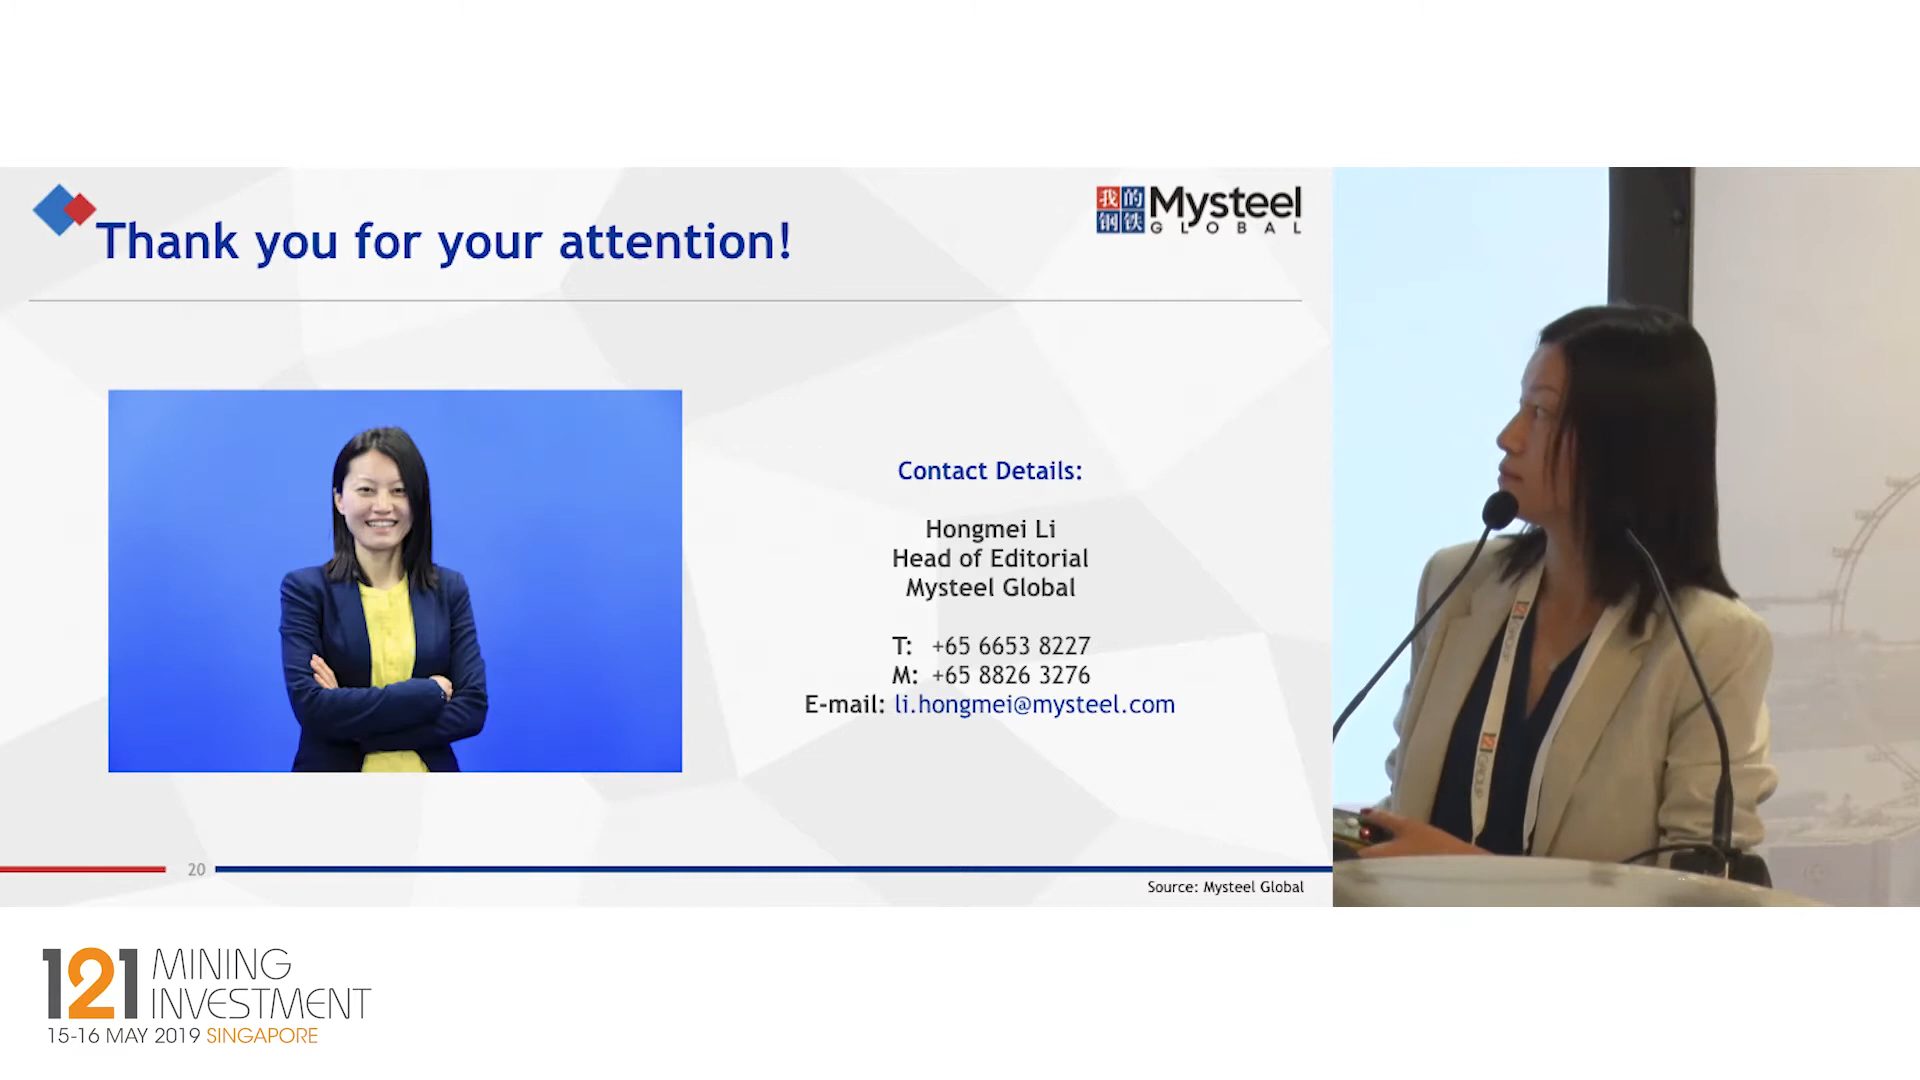 Thank you for your attention!
我的
钢铁
Mysteel
GLOBAL
Contact Details:
Hongmei Li
Head of Editorial
Mysteel Global
T: +65 6653 8227
M: +65 8826 3276
E-mail: li.hongmei@mysteel.com
20
Source: Mysteel Global
121 GROUP
121 MINING
INVESTMENT
15-16 MAY 2019 SINGAPORE